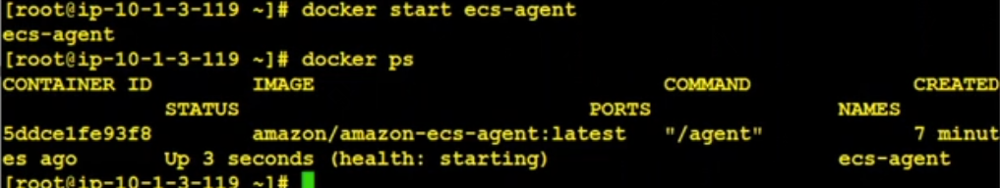 [root@ip-10-1-3-119 ~]# docker start ecs-agent
ecs-agent
[root@ip-10-1-3-119 ~]# docker ps
CONTAINER ID IMAGE COMMAND CREATED
STATUS PORTS NAMES
5ddce1fe93f8 amazon/amazon-ecs-agent:latest "/agent" 7 minut
es ago Up 3 seconds (health: starting) ecs-agent
[root@ip-10-1-3-119 ~]#